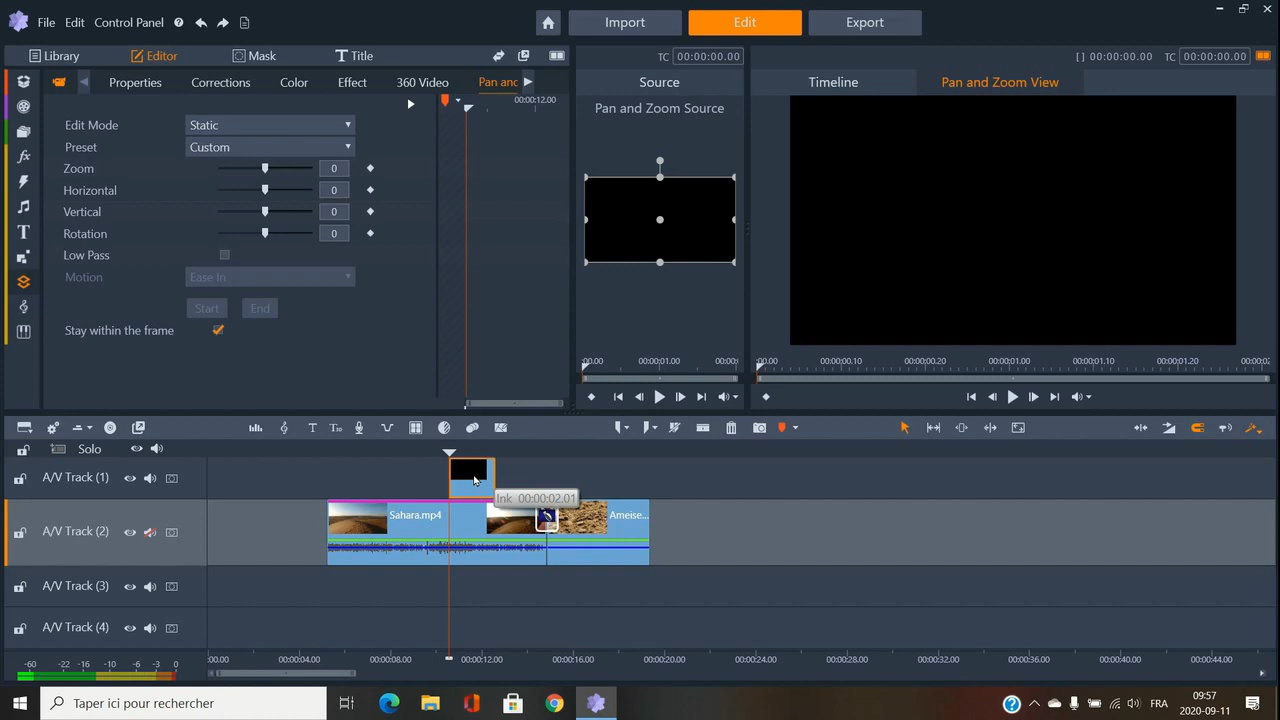 File Edit Control Panel Import Edit Export
Library Editor Mask Title TC 00:00:00.00 [] 00:00:00.00 TC 00:00:00.00
Properties Corrections Color Effect 360 Video Pan and Source Timeline Pan and Zoom View
00:00:12.00
Pan and Zoom Source
Edit Mode Static
Preset Custom
Zoom 0
Horizontal 0
Vertical 0
Rotation 0
Low Pass
Motion Ease In
Start End
Stay within the frame
:00.00 00:00:01.00 00:00: :00.00 00:00:00.10 00:00:00.20 00:00:01.00 00:00:01.10 00:00:01.20 00:00:02
Solo
A/V Track (1)
Ink 00:00:02.01
Sahara.mp4 Ameise...
A/V Track (2)
A/V Track (3)
A/V Track (4)
-60 -22 -16 -10 -6 -3 0
:00.00 00:00:04.00 00:00:08.00 00:00:12.00 00:00:16.00 00:00:20.00 00:00:24.00 00:00:28.00 00:00:32.00 00:00:36.00 00:00:40.00 00:00:44.00
Taper ici pour rechercher
FRA
09:57
2020-09-11